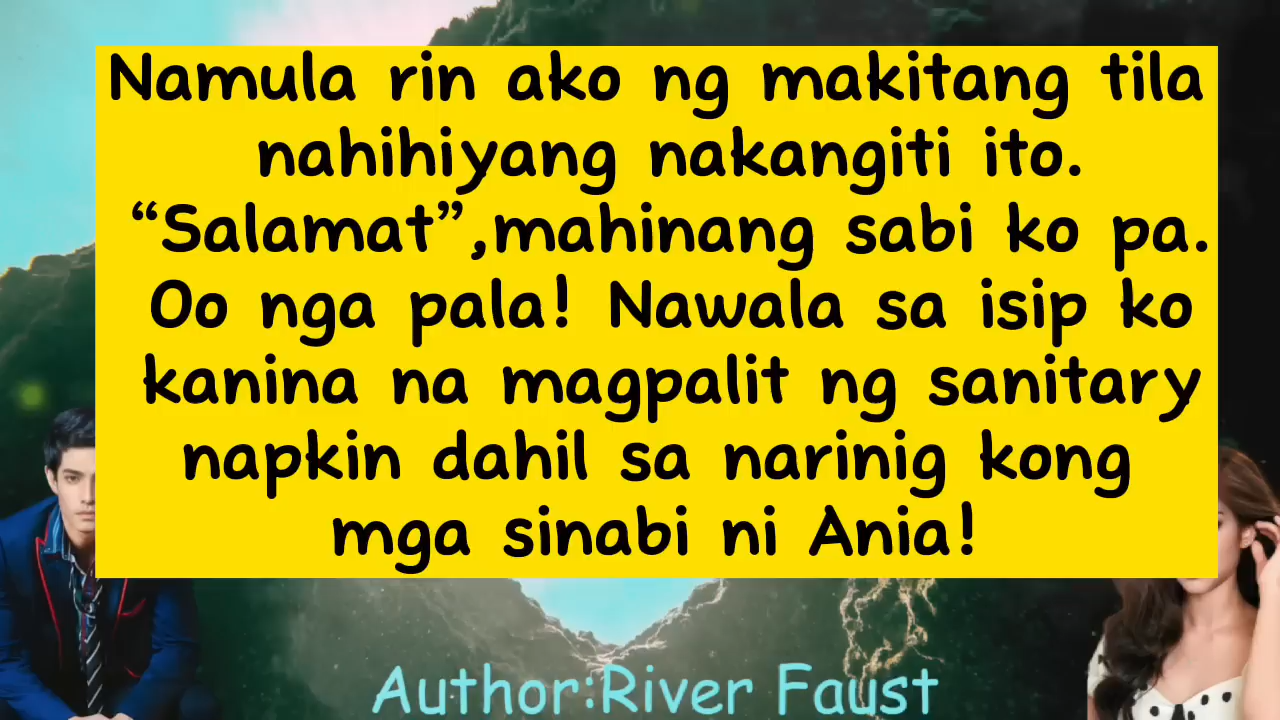 Namula rin ako ng makitang tila
nahihiyang nakangiti ito.
“Salamat”,mahinang sabi ko pa.
Oo nga pala! Nawala sa isip ko
kanina na magpalit ng sanitary
napkin dahil sa narinig kong
mga sinabi ni Ania!
Author:River Faust